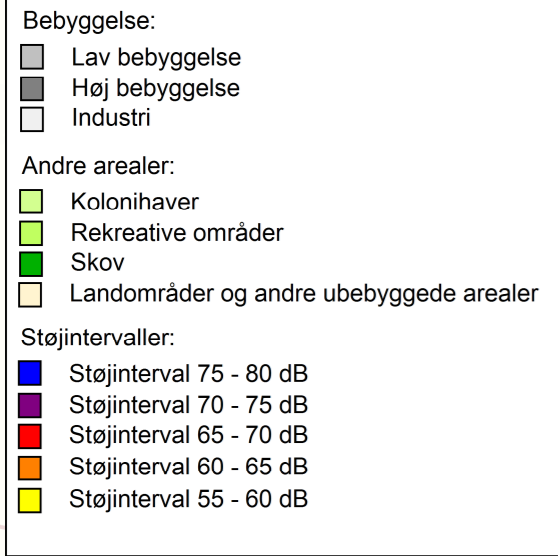 Bebyggelse:
Lav bebyggelse
Høj bebyggelse
Industri
Andre arealer:
Kolonihaver
Rekreative områder
Skov
Landområder og andre ubebyggede arealer
Støjintervaller:
Støjinterval 75 - 80 dB
Støjinterval 70 - 75 dB
Støjinterval 65 - 70 dB
Støjinterval 60 - 65 dB
Støjinterval 55 - 60 dB